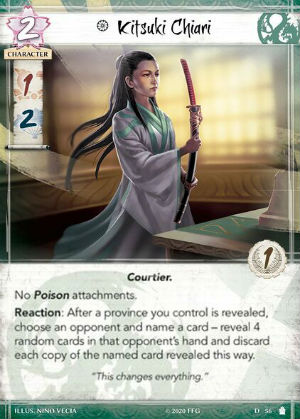 2
Kitsuki Chiari
CHARACTER
1
2
1
Courtier.
No Poison attachments.
Reaction: After a province you control is revealed,
choose an opponent and name a card – reveal 4
random cards in that opponent's hand and discard
each copy of the named card revealed this way.
"This changes everything."
ILLUS. NINO VECIA
© 2020 FFG
D 56